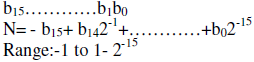 b₁₅...........b₁b₀
N= - b₁₅+ b₁₄2⁻¹+...........+b₀2⁻¹⁵
Range:-1 to 1- 2⁻¹⁵